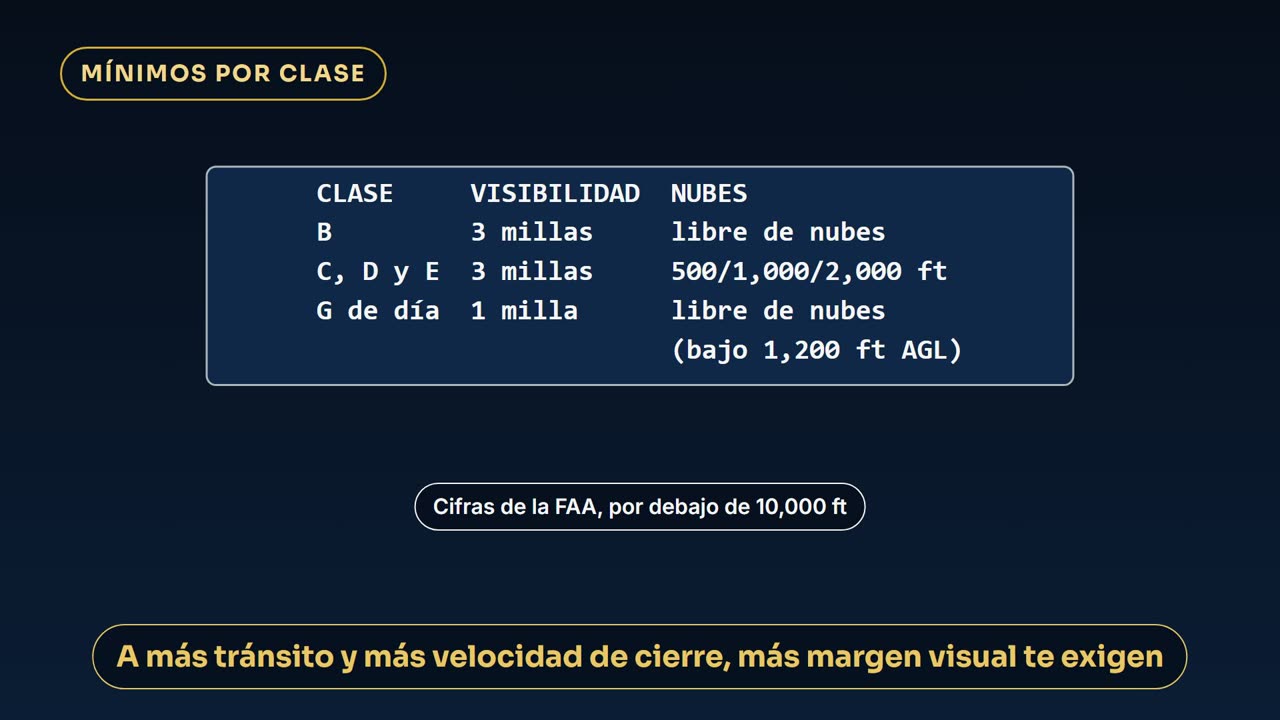 MÍNIMOS POR CLASE
CLASE VISIBILIDAD NUBES
B 3 millas libre de nubes
C, D y E 3 millas 500/1,000/2,000 ft
G de día 1 milla libre de nubes
(bajo 1,200 ft AGL)
Cifras de la FAA, por debajo de 10,000 ft
A más tránsito y más velocidad de cierre, más margen visual te exigen